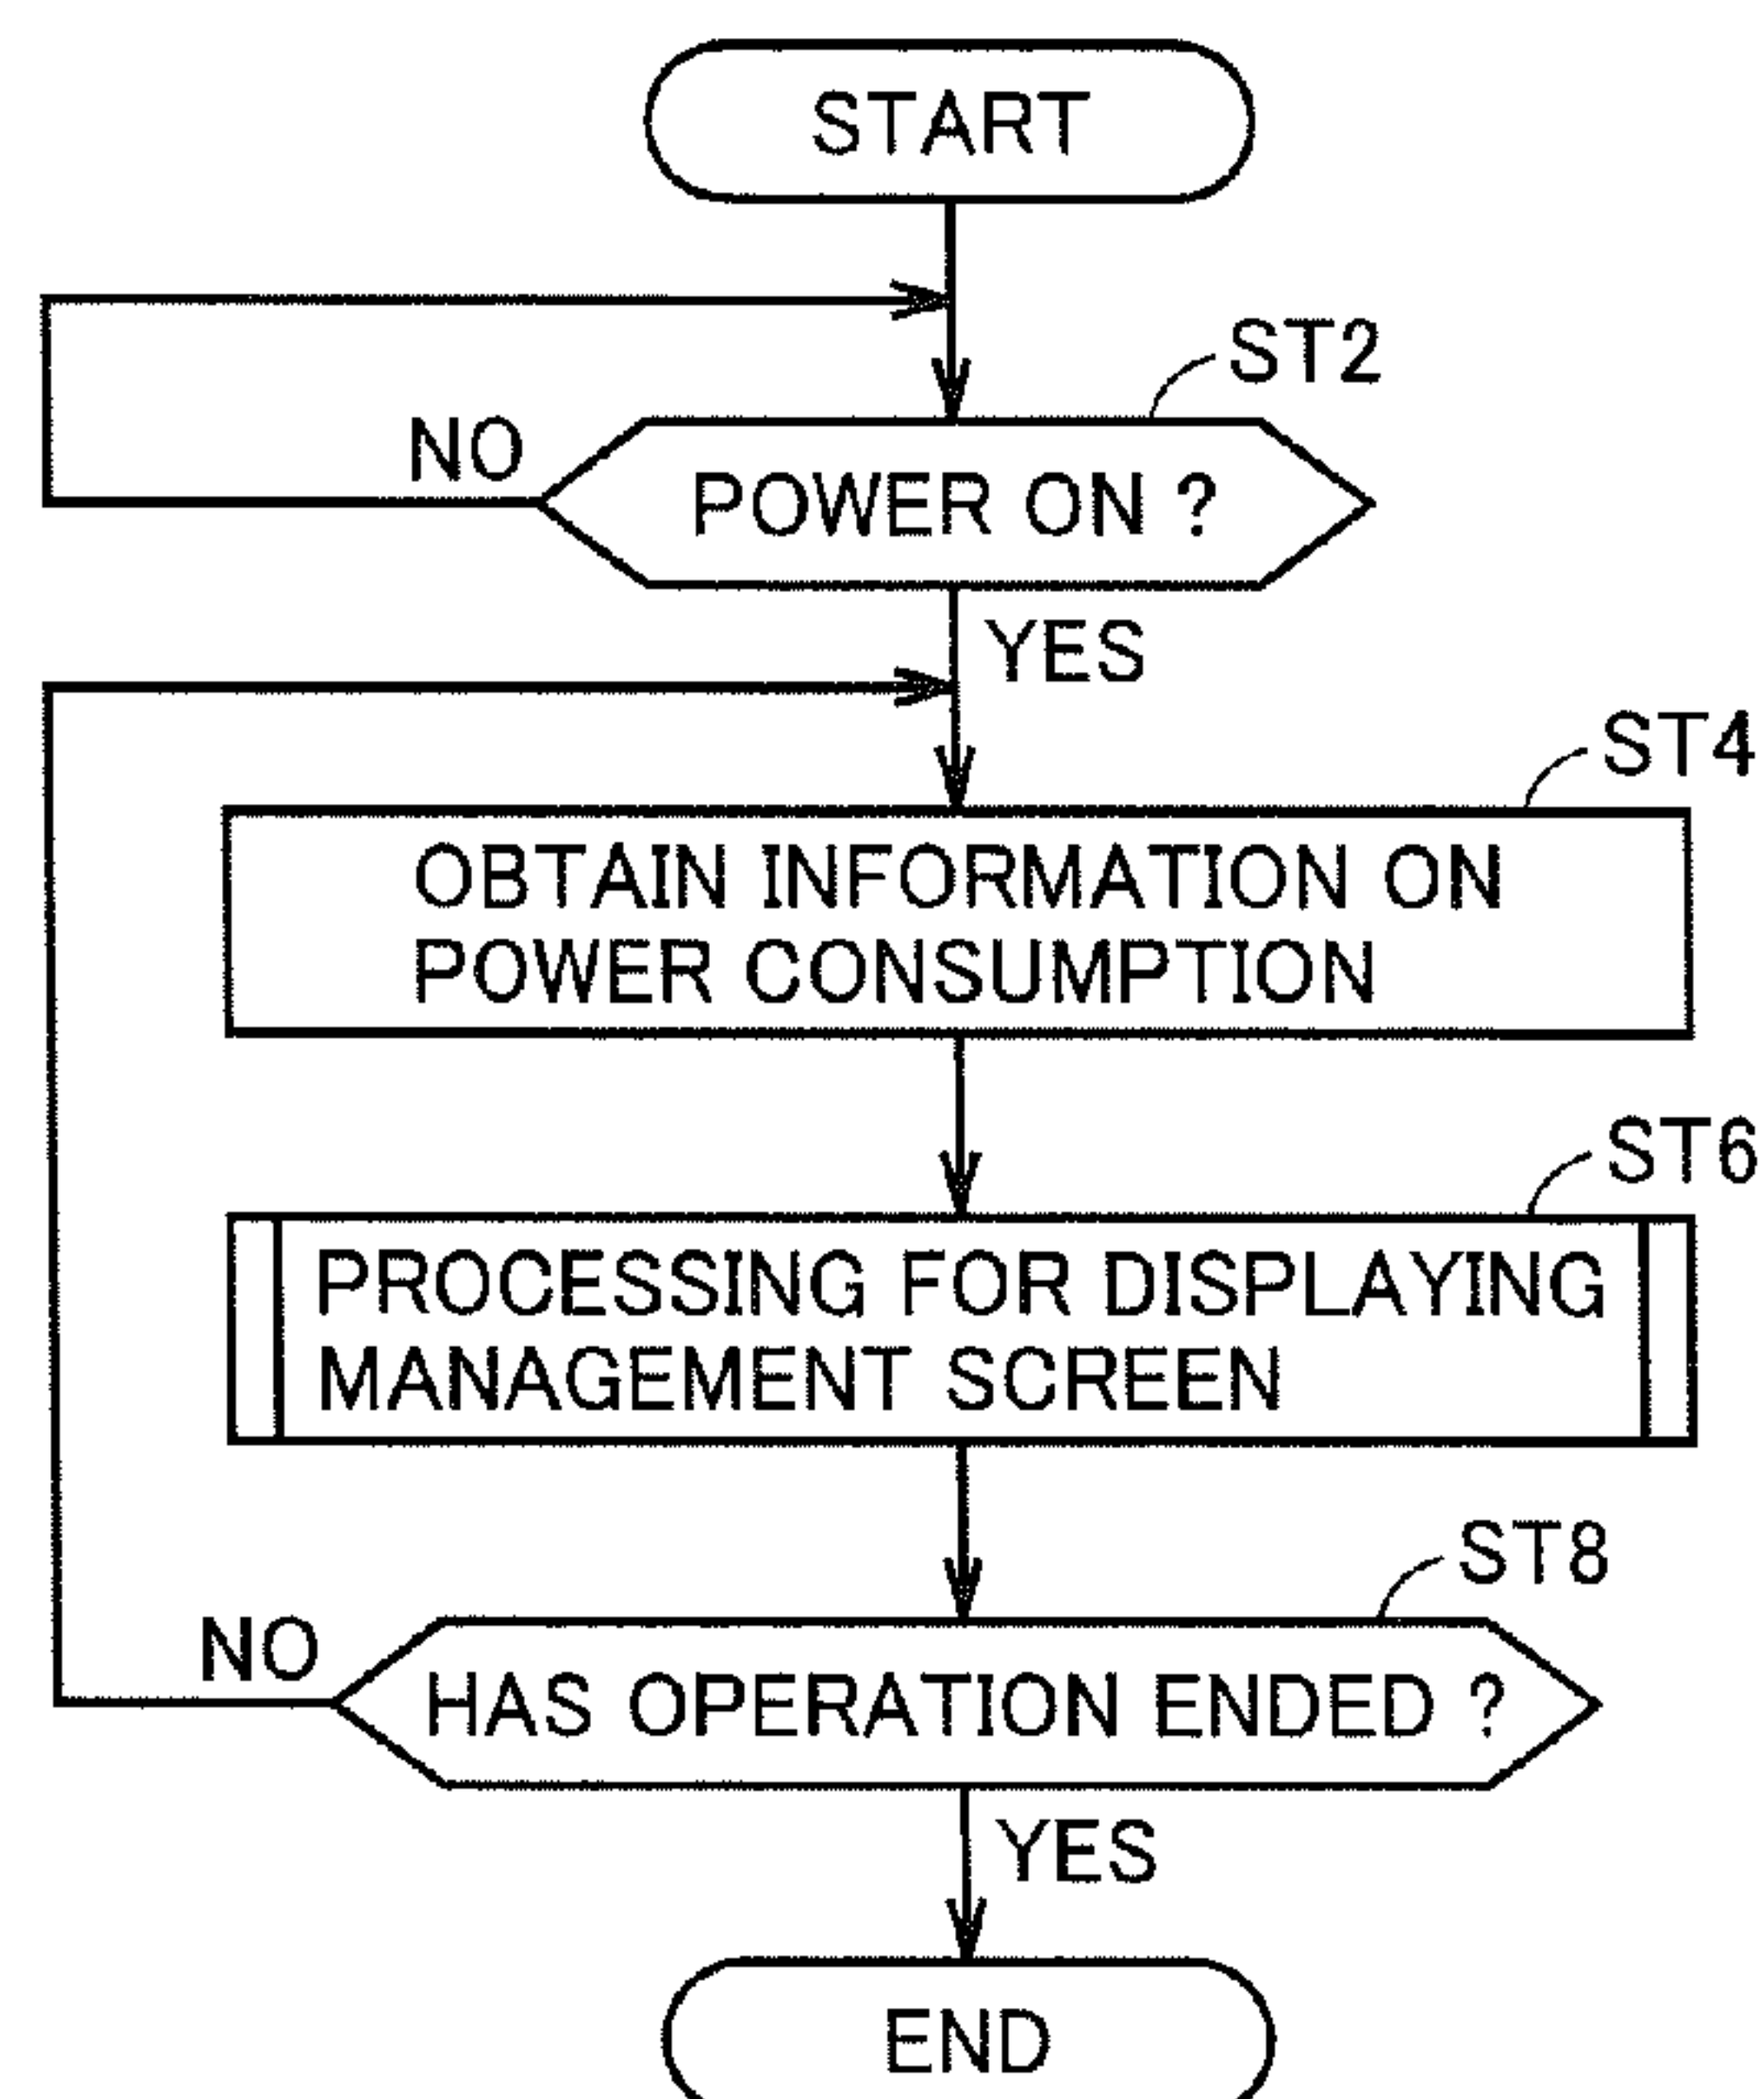 START
ST2
NO
POWER ON ?
YES
ST4
OBTAIN INFORMATION ON
POWER CONSUMPTION
ST6
PROCESSING FOR DISPLAYING
MANAGEMENT SCREEN
ST8
NO
HAS OPERATION ENDED ?
YES
END